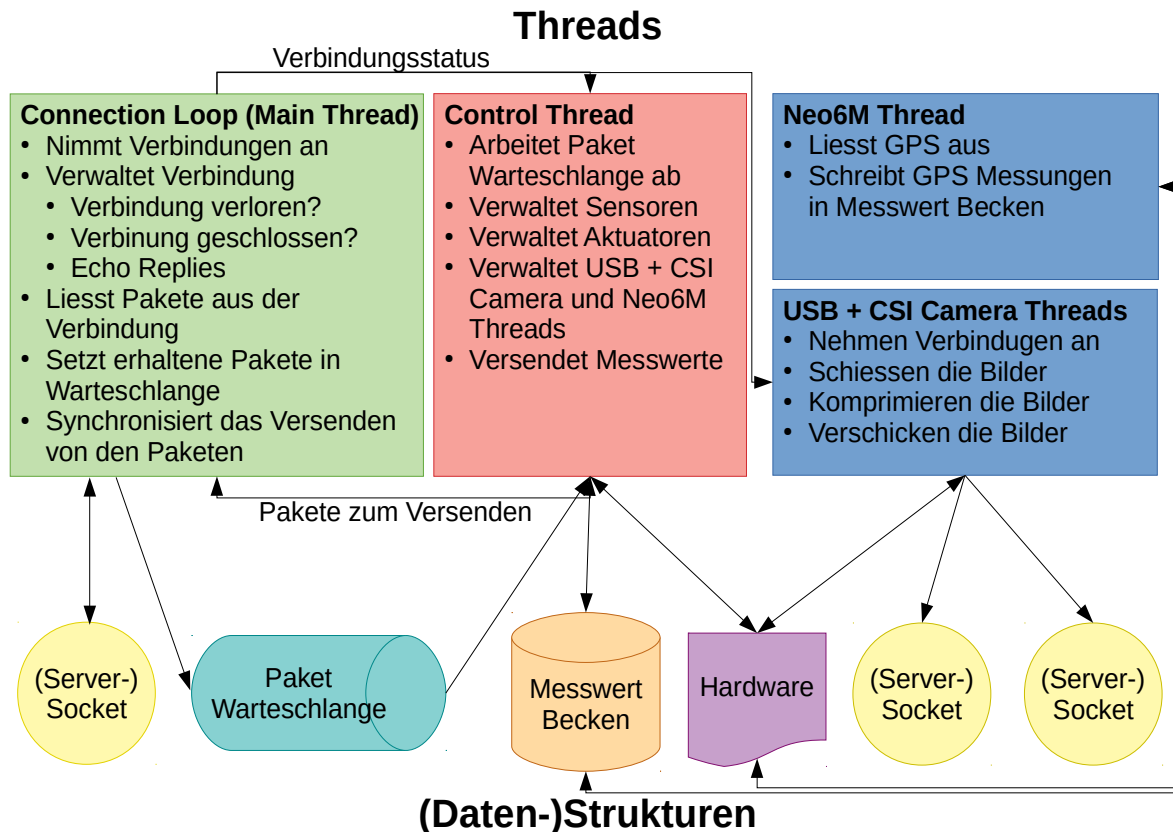 Threads
Verbindungsstatus
Connection Loop (Main Thread)
• Nimmt Verbindungen an
• Verwaltet Verbindung
• Verbindung verloren?
• Verbinung geschlossen?
• Echo Replies
• Liesst Pakete aus der
Verbindung
• Setzt erhaltene Pakete in
Warteschlange
• Synchronisiert das Versenden
von den Paketen
Control Thread
• Arbeitet Paket
Warteschlange ab
• Verwaltet Sensoren
• Verwaltet Aktuatoren
• Verwaltet USB + CSI
Camera und Neo6M
Threads
• Versendet Messwerte
Neo6M Thread
• Liesst GPS aus
• Schreibt GPS Messungen
in Messwert Becken
USB + CSI Camera Threads
• Nehmen Verbindugen an
• Schiessen die Bilder
• Komprimieren die Bilder
• Verschicken die Bilder
Pakete zum Versenden
(Server-)
Socket
Paket
Warteschlange
Messwert
Becken
Hardware
(Server-)
Socket
(Server-)
Socket
(Daten-)Strukturen